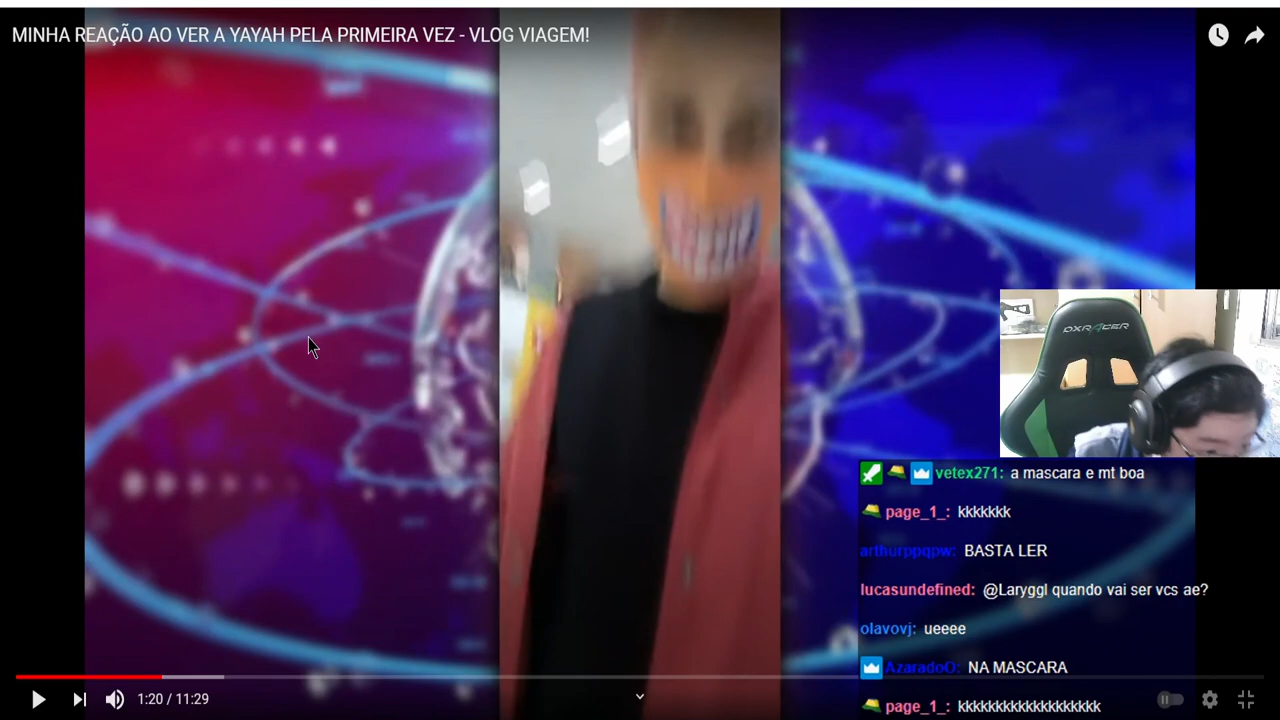 MINHA REAÇÃO AO VER A YAYAH PELA PRIMEIRA VEZ - VLOG VIAGEM!
DXRACER
vetex271: a mascara e mt boa
page_1_: kkkkkkk
arthurppqpw: BASTA LER
lucasundefined: @Laryggl quando vai ser vcs ae?
olavovj: ueeee
AzaradoO: NA MASCARA
page_1_: kkkkkkkkkkkkkkkkkkk
1:20 / 11:29